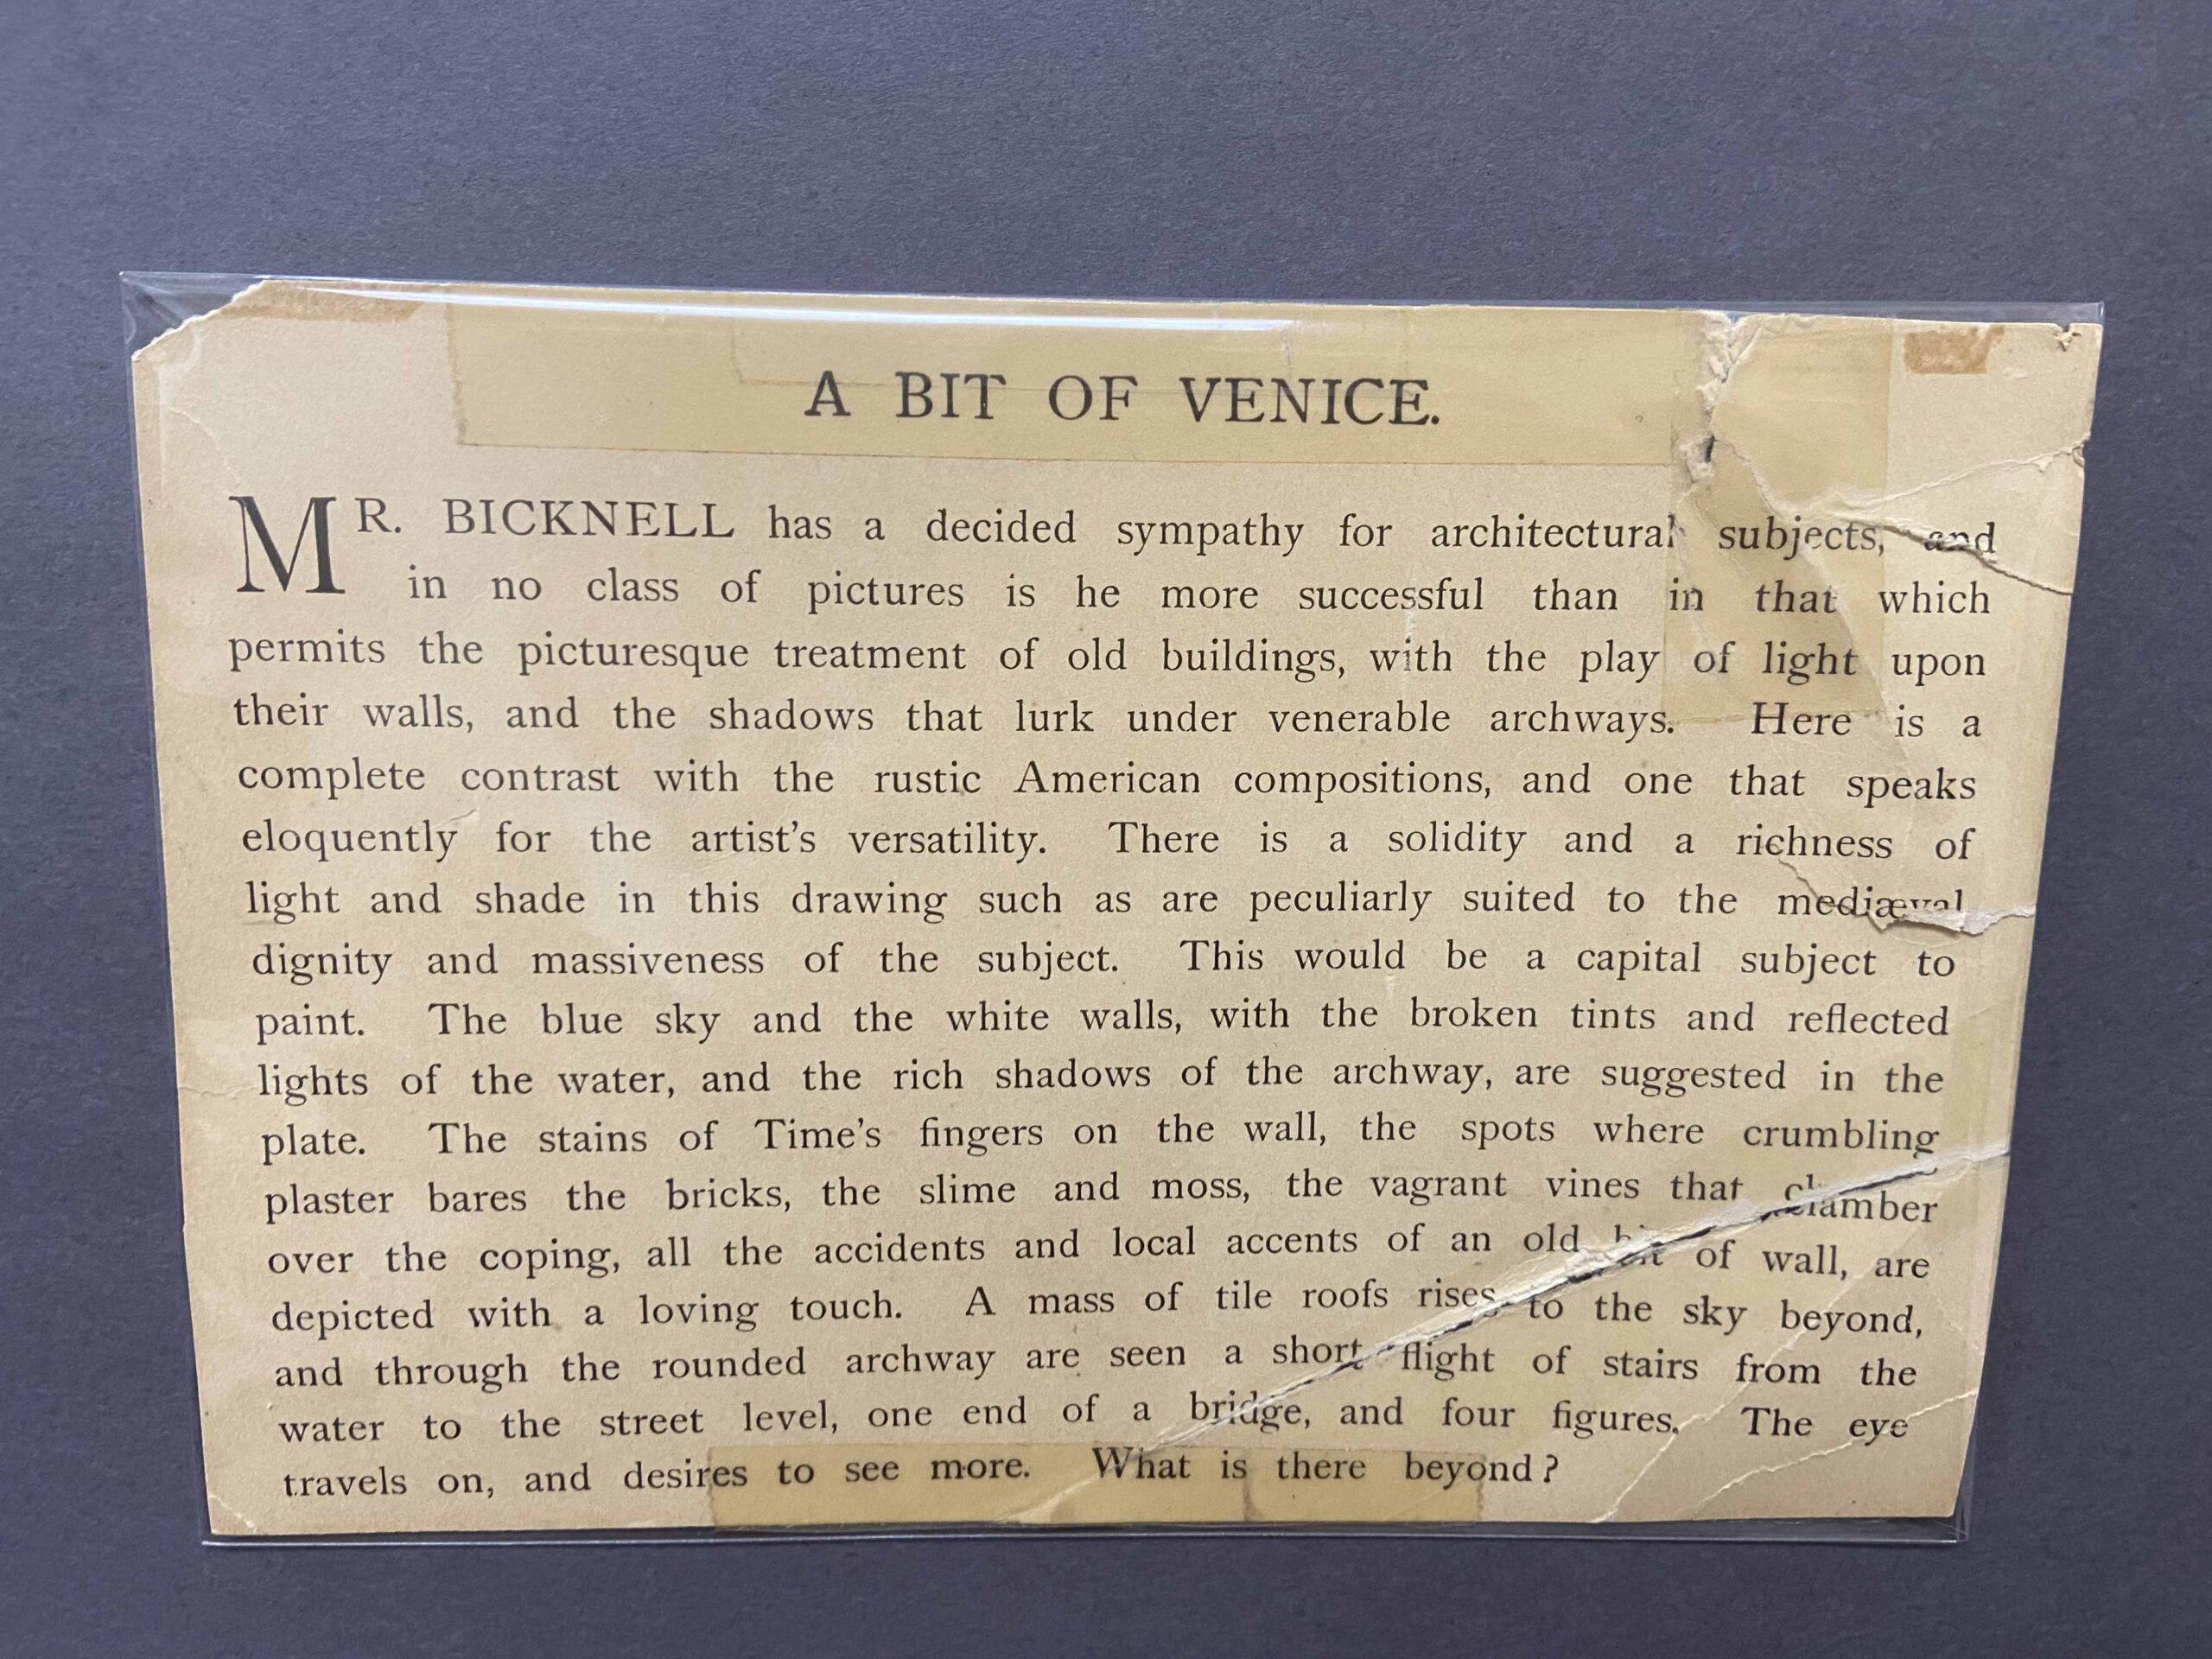 A BIT OF VENICE.
MR. BICKNELL has a decided sympathy for architectural subjects, and
in no class of pictures is he more successful than in that which
permits the picturesque treatment of old buildings, with the play of light upon
their walls, and the shadows that lurk under venerable archways. Here is a
complete contrast with the rustic American compositions, and one that speaks
eloquently for the artist's versatility. There is a solidity and a richness of
light and shade in this drawing such as are peculiarly suited to the mediæval
dignity and massiveness of the subject. This would be a capital subject to
paint. The blue sky and the white walls, with the broken tints and reflected
lights of the water, and the rich shadows of the archway, are suggested in the
plate. The stains of Time's fingers on the wall, the spots where crumbling
plaster bares the bricks, the slime and moss, the vagrant vines that clamber
over the coping, all the accidents and local accents of an old bit of wall, are
depicted with a loving touch. A mass of tile roofs rises to the sky beyond,
and through the rounded archway are seen a short flight of stairs from the
water to the street level, one end of a bridge, and four figures. The eye
travels on, and desires to see more. What is there beyond?